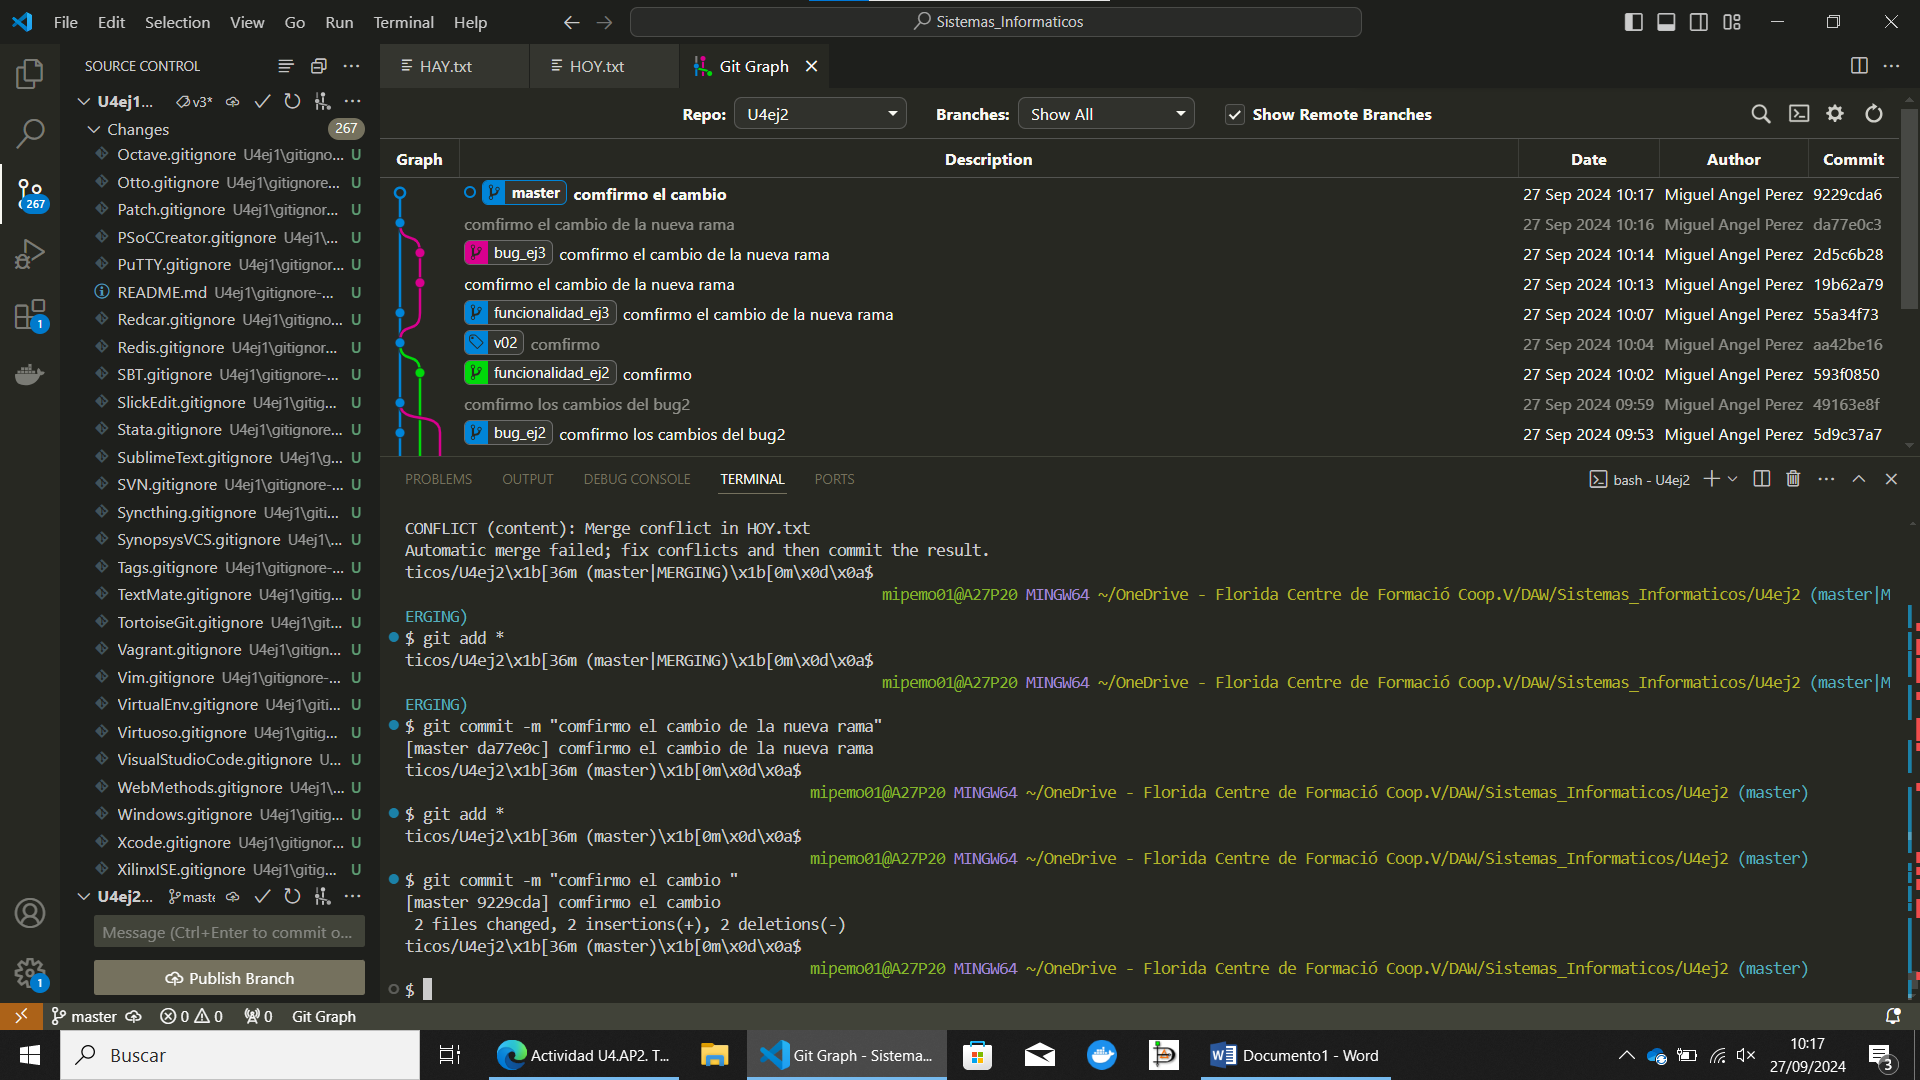 File Edit Selection View Go Run Terminal Help
Sistemas_Informaticos
SOURCE CONTROL
HAY.txt
HOY.txt
Git Graph
U4ej1... v3*
Changes 267
Octave.gitignore U4ej1\gitigno... U
Otto.gitignore U4ej1\gitignore... U
Patch.gitignore U4ej1\gitignor... U
PSoCCreator.gitignore U4ej1\... U
PuTTY.gitignore U4ej1\gitignor... U
README.md U4ej1\gitignore-... U
Redcar.gitignore U4ej1\gitigno... U
Redis.gitignore U4ej1\gitignor... U
SBT.gitignore U4ej1\gitignore-... U
SlickEdit.gitignore U4ej1\gitig... U
Stata.gitignore U4ej1\gitignore... U
SublimeText.gitignore U4ej1\g... U
SVN.gitignore U4ej1\gitignore-... U
Syncthing.gitignore U4ej1\giti... U
SynopsysVCS.gitignore U4ej1\... U
Tags.gitignore U4ej1\gitignore-... U
TextMate.gitignore U4ej1\gitig... U
TortoiseGit.gitignore U4ej1\git... U
Vagrant.gitignore U4ej1\gitign... U
Vim.gitignore U4ej1\gitignore-... U
VirtualEnv.gitignore U4ej1\giti... U
Virtuoso.gitignore U4ej1\gitig... U
VisualStudioCode.gitignore U... U
WebMethods.gitignore U4ej1\... U
Windows.gitignore U4ej1\gitig... U
Xcode.gitignore U4ej1\gitignor... U
XilinxISE.gitignore U4ej1\gitig... U
U4ej2... maste
Message (Ctrl+Enter to commit o...
Publish Branch
267
1
1
Repo: U4ej2 Branches: Show All Show Remote Branches
Graph Description Date Author Commit
master comfirmo el cambio 27 Sep 2024 10:17 Miguel Angel Perez 9229cda6
comfirmo el cambio de la nueva rama 27 Sep 2024 10:16 Miguel Angel Perez da77e0c3
bug_ej3 comfirmo el cambio de la nueva rama 27 Sep 2024 10:14 Miguel Angel Perez 2d5c6b28
comfirmo el cambio de la nueva rama 27 Sep 2024 10:13 Miguel Angel Perez 19b62a79
funcionalidad_ej3 comfirmo el cambio de la nueva rama 27 Sep 2024 10:07 Miguel Angel Perez 55a34f73
v02 comfirmo 27 Sep 2024 10:04 Miguel Angel Perez aa42be16
funcionalidad_ej2 comfirmo 27 Sep 2024 10:02 Miguel Angel Perez 593f0850
comfirmo los cambios del bug2 27 Sep 2024 09:59 Miguel Angel Perez 49163e8f
bug_ej2 comfirmo los cambios del bug2 27 Sep 2024 09:53 Miguel Angel Perez 5d9c37a7
PROBLEMS OUTPUT DEBUG CONSOLE TERMINAL PORTS bash - U4ej2
CONFLICT (content): Merge conflict in HOY.txt
Automatic merge failed; fix conflicts and then commit the result.
ticos/U4ej2\x1b[36m (master|MERGING)\x1b[0m\x0d\x0a$
mipemo01@A27P20 MINGW64 ~/OneDrive - Florida Centre de Formació Coop.V/DAW/Sistemas_Informaticos/U4ej2 (master|M
ERGING)
$ git add *
ticos/U4ej2\x1b[36m (master|MERGING)\x1b[0m\x0d\x0a$
mipemo01@A27P20 MINGW64 ~/OneDrive - Florida Centre de Formació Coop.V/DAW/Sistemas_Informaticos/U4ej2 (master|M
ERGING)
$ git commit -m "comfirmo el cambio de la nueva rama"
[master da77e0c] comfirmo el cambio de la nueva rama
ticos/U4ej2\x1b[36m (master)\x1b[0m\x0d\x0a$
mipemo01@A27P20 MINGW64 ~/OneDrive - Florida Centre de Formació Coop.V/DAW/Sistemas_Informaticos/U4ej2 (master)
$ git add *
ticos/U4ej2\x1b[36m (master)\x1b[0m\x0d\x0a$
mipemo01@A27P20 MINGW64 ~/OneDrive - Florida Centre de Formació Coop.V/DAW/Sistemas_Informaticos/U4ej2 (master)
$ git commit -m "comfirmo el cambio "
[master 9229cda] comfirmo el cambio
2 files changed, 2 insertions(+), 2 deletions(-)
ticos/U4ej2\x1b[36m (master)\x1b[0m\x0d\x0a$
mipemo01@A27P20 MINGW64 ~/OneDrive - Florida Centre de Formació Coop.V/DAW/Sistemas_Informaticos/U4ej2 (master)
$
master 0 0 0 Git Graph
Buscar
Actividad U4.AP2. T...
Git Graph - Sistema...
Documento1 - Word
10:17
27/09/2024
3